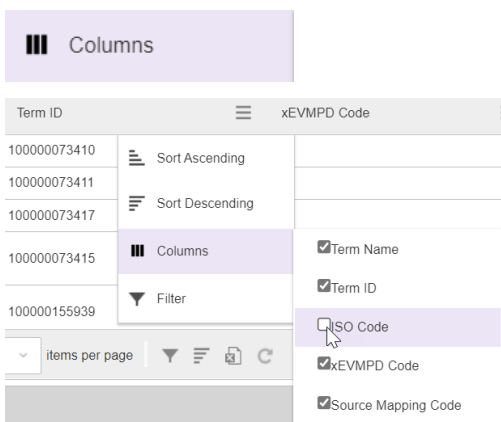 Columns
Term ID
xEVMPD Code
100000073410
100000073411
100000073417
100000073415
100000155939
Sort Ascending
Sort Descending
Columns
Filter
Term Name
Term ID
ISO Code
xEVMPD Code
Source Mapping Code
items per page